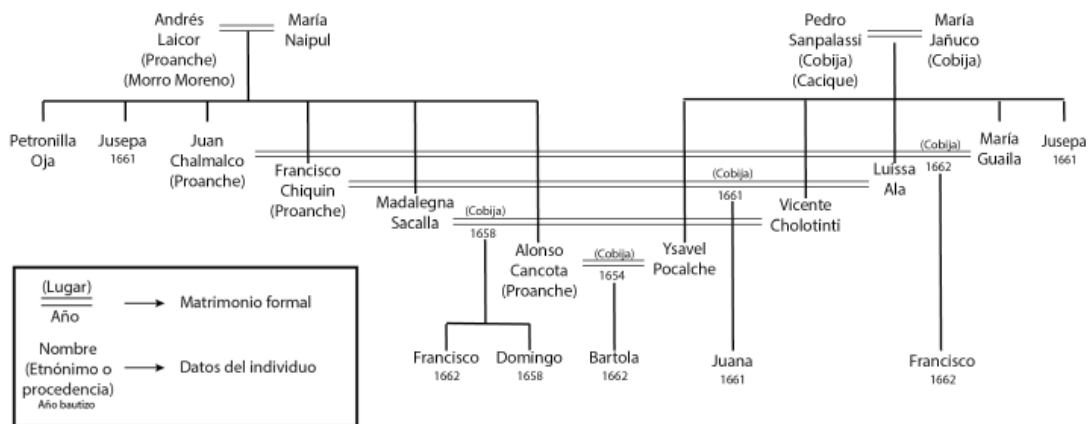 Andrés
Laicor
(Proanche)
(Morro Moreno)
María
Naipul
Pedro
Sanpalassi
(Cobija)
(Cacique)
María
Jañuco
(Cobija)
Petronilla
Oja
Jusepa
1661
Juan
Chalmalco
(Proanche)
(Cobija)
1662
María
Guaila
Jusepa
1661
Francisco
Chiquin
(Proanche)
(Cobija)
1661
Luissa
Ala
Madalegna
Sacalla
(Cobija)
1658
Vicente
Cholotinti
Alonso
Cancota
(Proanche)
(Cobija)
1654
Ysavel
Pocalche
Francisco
1662
Domingo
1658
Bartola
1662
Juana
1661
Francisco
1662
(Lugar)
Año
Matrimonio formal
Nombre
(Etnónimo o
procedencia)
Año bautizo
Datos del individuo